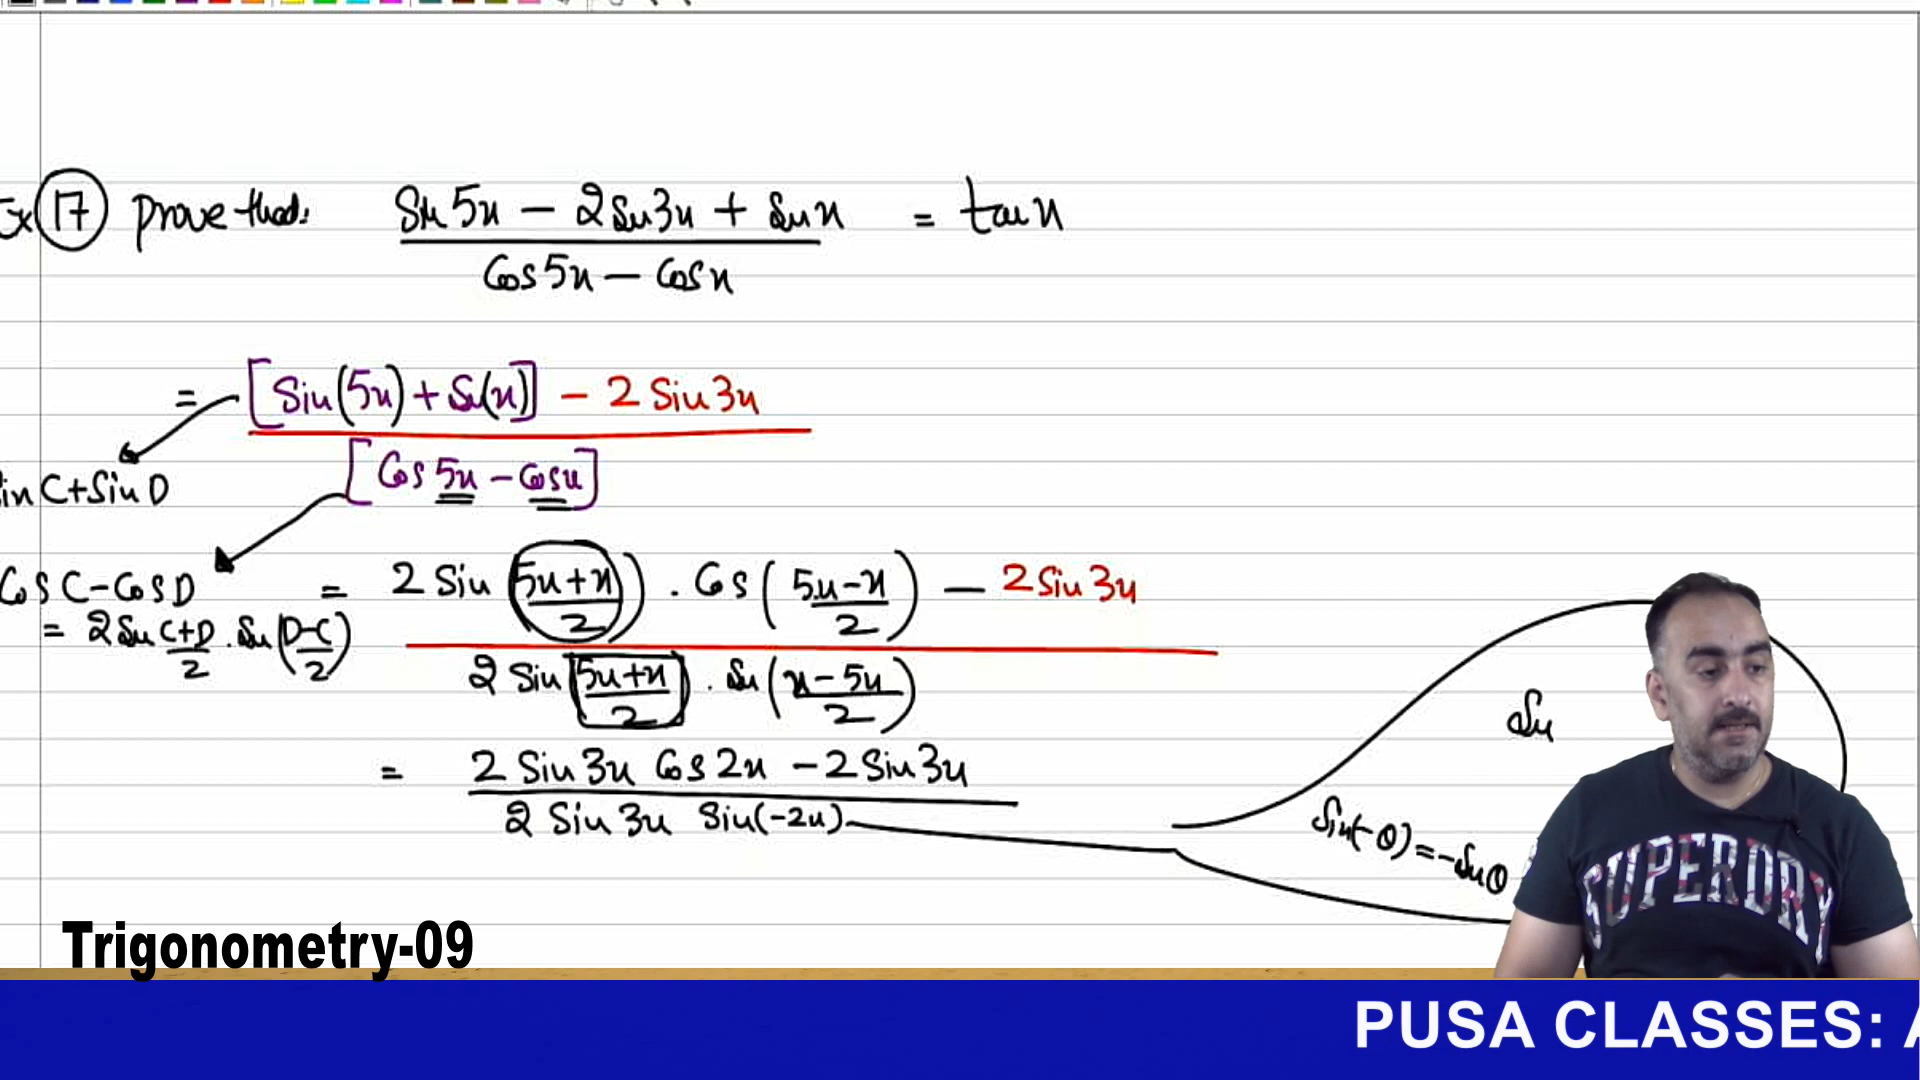 Ex 17 prove that: Sin 5x − 2 Sin 3x + Sin x = tan x
Cos 5x − Cos x
= [Sin(5x) + Sin(x)] − 2 Sin 3x
[Cos 5x − Cos x]
Sin C + Sin D
Cos C − Cos D = 2 Sin (5x+x/2) . Cos (5x−x/2) − 2 Sin 3x
= 2 Sin C+D/2 . Sin (D−C/2)
2 Sin (5x+x/2) . Sin (x−5x/2)
Sin
= 2 Sin 3x Cos 2x − 2 Sin 3x
2 Sin 3x Sin(−2x)
Sin(−θ) = −Sin θ
SUPERDRY
Trigonometry-09
PUSA CLASSES: A